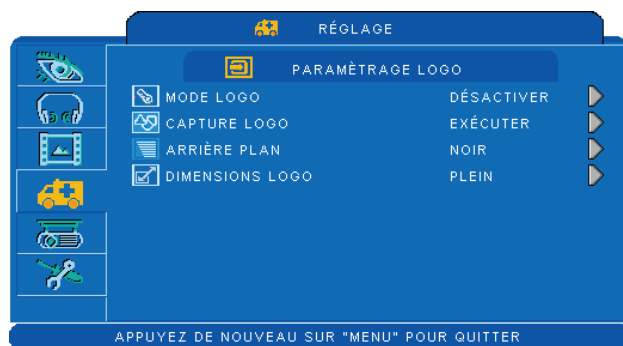 RÉGLAGE
PARAMÈTRAGE LOGO
MODE LOGO DÉSACTIVER
CAPTURE LOGO EXÉCUTER
ARRIÈRE PLAN NOIR
DIMENSIONS LOGO PLEIN
APPUYEZ DE NOUVEAU SUR "MENU" POUR QUITTER